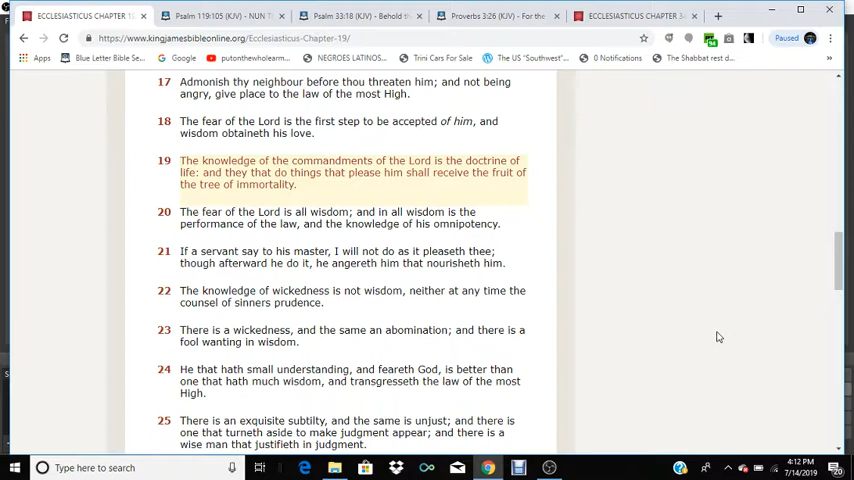 ECCLESIASTICUS CHAPTER 1
Psalm 119:105 (KJV) - NUN T
Psalm 33:18 (KJV) - Behold th
Proverbs 3:26 (KJV) - For the
ECCLESIASTICUS CHAPTER 34
https://www.kingjamesbibleonline.org/Ecclesiasticus-Chapter-19/
Paused
Apps
Blue Letter Bible Se...
Google
putonthewholearm...
NEGROES LATINOS...
Trini Cars For Sale
The US "Southwest"...
0 Notifications
The Shabbat rest d...
17 Admonish thy neighbour before thou threaten him; and not being
angry, give place to the law of the most High.
18 The fear of the Lord is the first step to be accepted of him, and
wisdom obtaineth his love.
19 The knowledge of the commandments of the Lord is the doctrine of
life: and they that do things that please him shall receive the fruit of
the tree of immortality.
20 The fear of the Lord is all wisdom; and in all wisdom is the
performance of the law, and the knowledge of his omnipotency.
21 If a servant say to his master, I will not do as it pleaseth thee;
though afterward he do it, he angereth him that nourisheth him.
22 The knowledge of wickedness is not wisdom, neither at any time the
counsel of sinners prudence.
23 There is a wickedness, and the same an abomination; and there is a
fool wanting in wisdom.
24 He that hath small understanding, and feareth God, is better than
one that hath much wisdom, and transgresseth the law of the most
High.
25 There is an exquisite subtilty, and the same is unjust; and there is
one that turneth aside to make judgment appear; and there is a
wise man that justifieth in judgment.
Type here to search
4:12 PM
7/14/2019
20